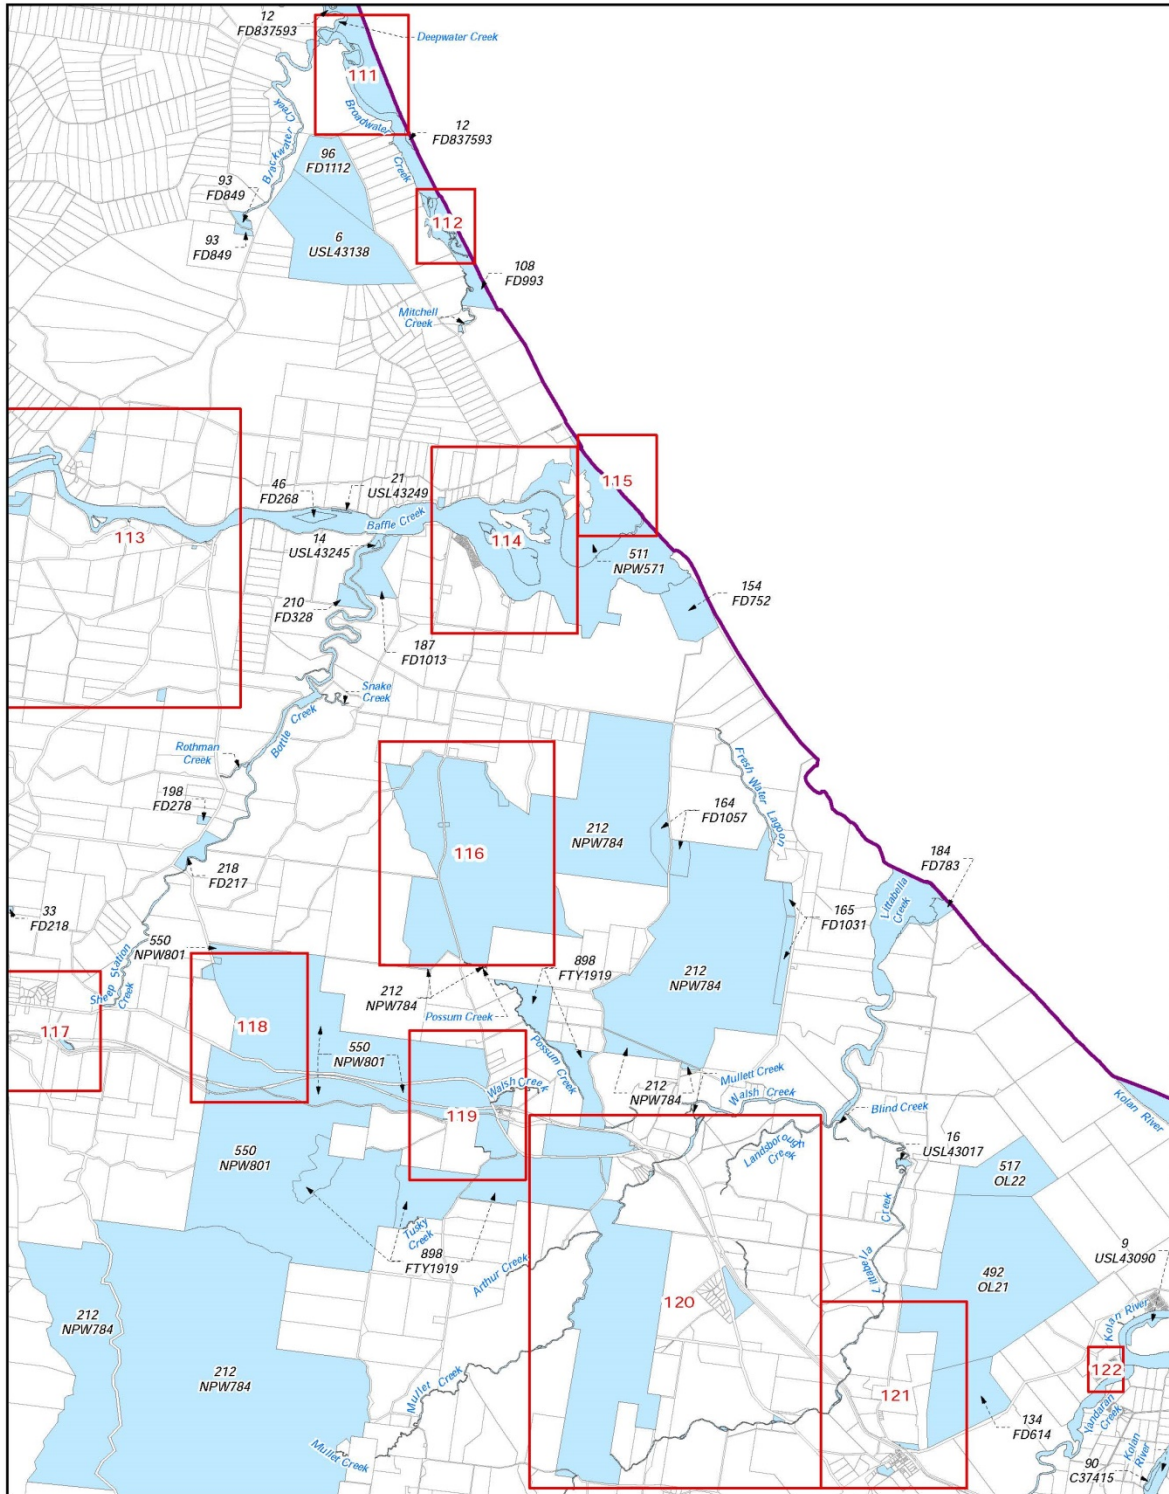 12
FD837593
Deepwater Creek
111
Blackwater Creek
Broadwater
Creek
12
FD837593
96
FD1112
93
FD849
112
93
FD849
6
USL43138
108
FD993
Mitchell
Creek
115
46
FD268
21
USL43249
Baffle Creek
113
14
USL43245
114
511
NPW571
154
FD752
210
FD328
187
FD1013
Snake
Creek
Bottle Creek
Rothman
Creek
Fresh Water Lagoon
198
FD278
164
FD1057
212
NPW784
116
184
FD783
218
FD217
Littabella
Creek
33
FD218
165
FD1031
550
NPW801
Sheep Station
Creek
898
FTY1919
212
NPW784
212
NPW784
Possum Creek
117
118
550
NPW801
Possum Creek
Mullett Creek
212
NPW784
Walsh Creek
Walsh Creek
Kolan River
119
Blind Creek
Landsborough
Creek
16
USL43017
550
NPW801
517
OL22
Creek
Tusky
Creek
898
FTY1919
9
USL43090
Arthur Creek
Littabella
492
OL21
120
212
NPW784
Kolan River
212
NPW784
122
Mullet Creek
121
Yandaran
Creek
134
FD614
Mullet Creek
Kolan
River
90
C37415